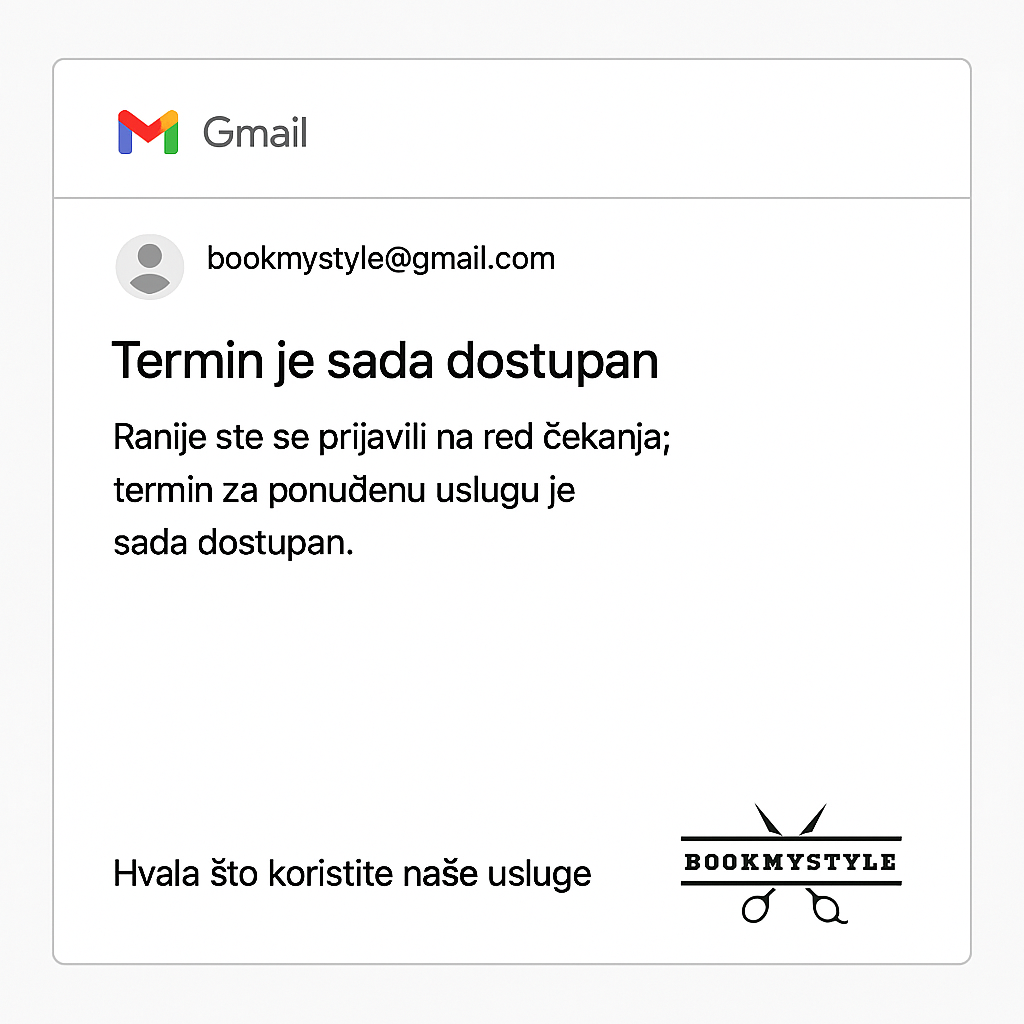 Gmail
bookmystyle@gmail.com
Termin je sada dostupan
Ranije ste se prijavili na red čekanja;
termin za ponuđenu uslugu je
sada dostupan.
Hvala što koristite naše usluge
BOOKMYSTYLE